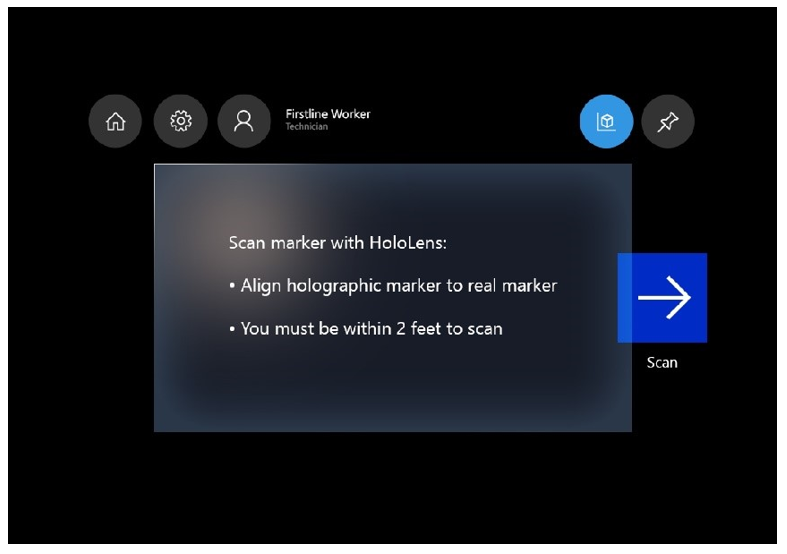 Firstline Worker
Technician
Scan marker with HoloLens:
• Align holographic marker to real marker
• You must be within 2 feet to scan
Scan